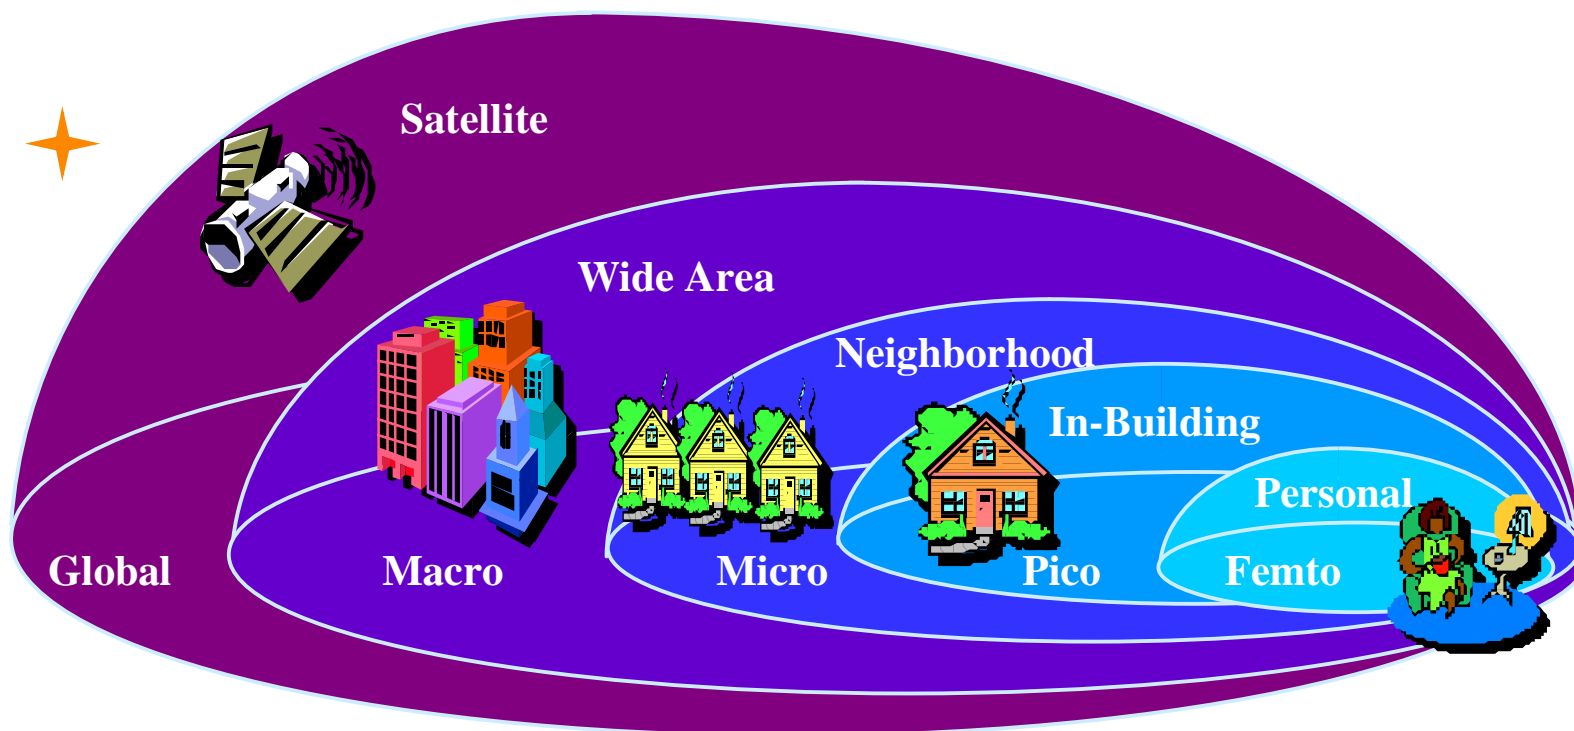 Satellite
Wide Area
Neighborhood
In-Building
Personal
Global
Macro
Micro
Pico
Femto